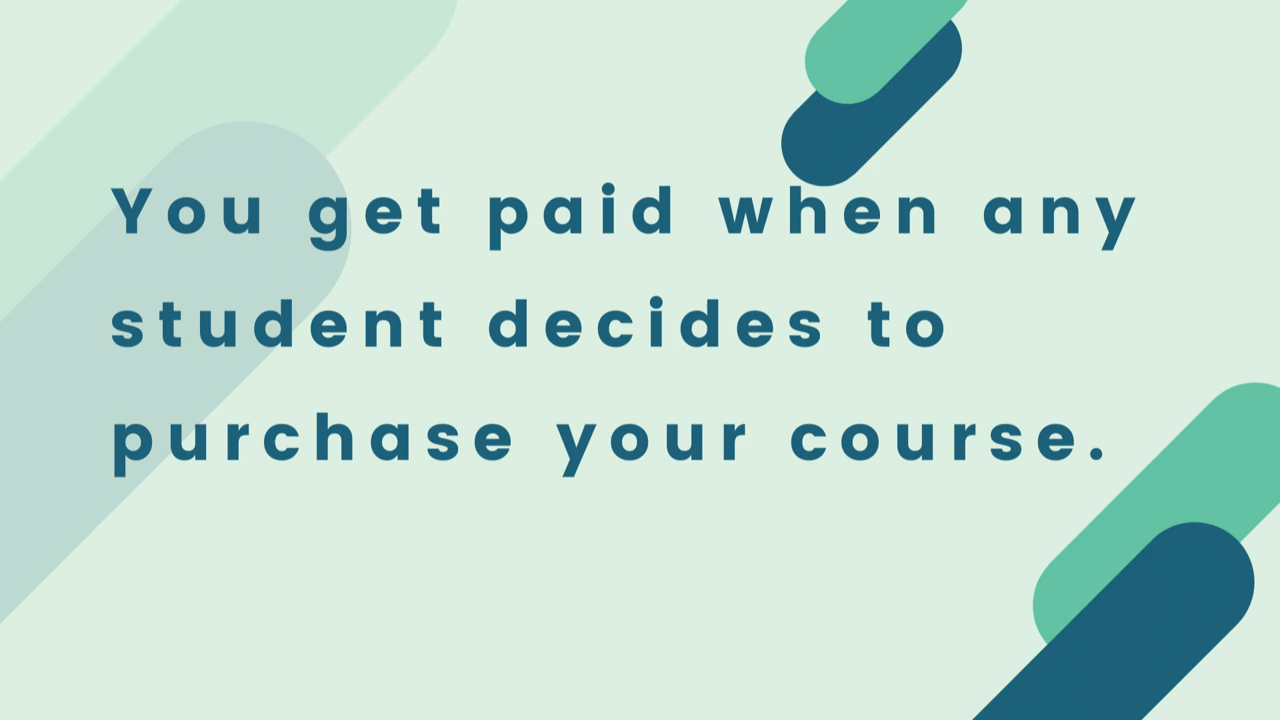 You get paid when any
student decides to
purchase your course.